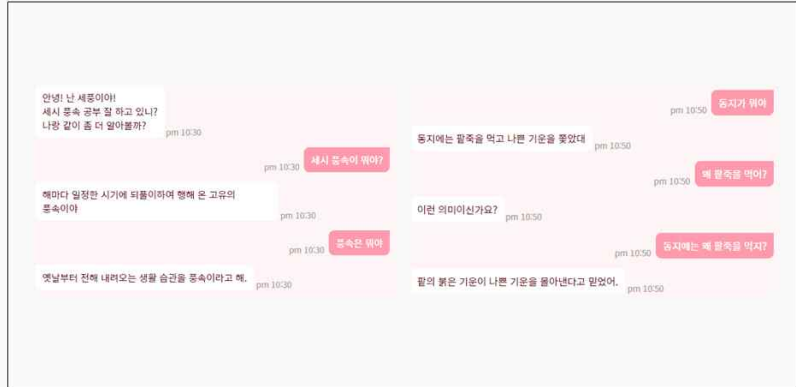 안녕! 난 세풍이야!
세시 풍속 공부 잘 하고 있니?
나랑 같이 좀 더 알아볼까?
pm 10:30
세시 풍속이 뭐야?
pm 10:30
해마다 일정한 시기에 되풀이하여 행해 온 고유의
풍속이야
pm 10:30
풍속은 뭐야
pm 10:30
옛날부터 전해 내려오는 생활 습관을 풍속이라고 해.
pm 10:30
동지가 뭐야
pm 10:50
동지에는 팥죽을 먹고 나쁜 기운을 쫓았대
pm 10:50
왜 팥죽을 먹어?
pm 10:50
이런 의미이신가요?
pm 10:50
동지에는 왜 팥죽을 먹지?
pm 10:50
팥의 붉은 기운이 나쁜 기운을 몰아낸다고 믿었어.
pm 10:50